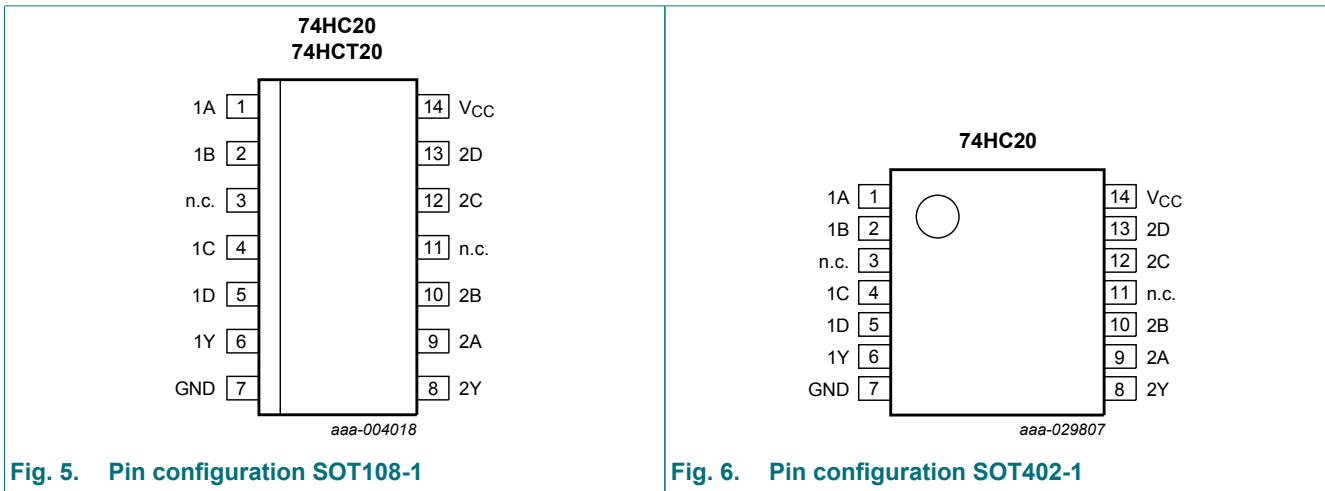 74HC20
74HCT20
1A 1 14 VCC
1B 2 13 2D
n.c. 3 12 2C
1C 4 11 n.c.
1D 5 10 2B
1Y 6 9 2A
GND 7 8 2Y
aaa-004018
Fig. 5. Pin configuration SOT108-1
74HC20
1A 1 14 VCC
1B 2 13 2D
n.c. 3 12 2C
1C 4 11 n.c.
1D 5 10 2B
1Y 6 9 2A
GND 7 8 2Y
aaa-029807
Fig. 6. Pin configuration SOT402-1